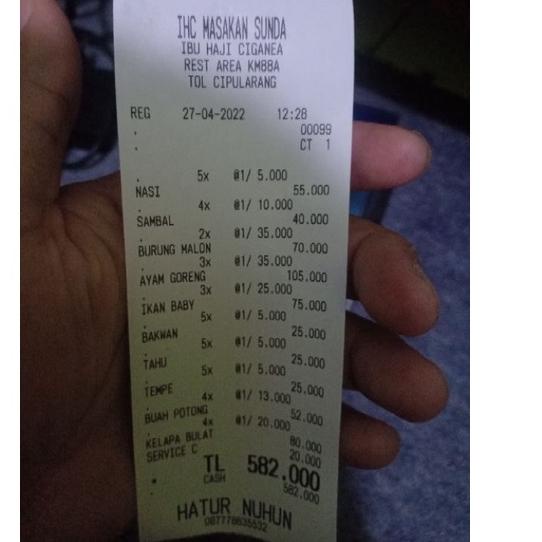 IHC MASAKAN SUNDA
IBU HAJI CIGANEA
REST AREA KM88A
TOL CIPULARANG
REG 27-04-2022 12:28
00099
CT 1
5x @1/ 5.000
NASI 55.000
4x @1/ 10.000
SAMBAL 40.000
2x @1/ 35.000
BURUNG MALON 70.000
3x @1/ 35.000
AYAM GORENG 105.000
3x @1/ 25.000
IKAN BABY 75.000
5x @1/ 5.000
BAKWAN 25.000
5x @1/ 5.000
TAHU 25.000
5x @1/ 5.000
TEMPE 25.000
4x @1/ 13.000
BUAH POTONG 52.000
4x @1/ 20.000
KELAPA BULAT 80.000
SERVICE C 20.000
TL 582.000
CASH 582.000
HATUR NUHUN
087778635532